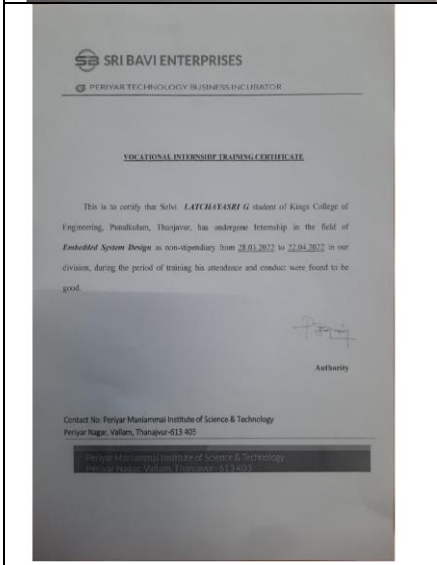 SB SRI BAVI ENTERPRISES
PERIYAR TECHNOLOGY BUSINESS INCUBATOR
VOCATIONAL INTERNSHIP TRAINING CERTIFICATE
This is to certify that Selvi LATCHAYASRI G student of Kings College of
Engineering, Punalkulam, Thanjavur, has undergone Internship in the field of
Embedded System Design as non-stipendiary from 28.03.2022 to 22.04.2022 in our
division, during the period of training his attendance and conduct were found to be
good.
Authority
Contact No: Periyar Maniammai Institute of Science & Technology
Periyar Nagar, Vallam, Thanajvur-613 403
Periyar Maniammai Institute of Science & Technology
Periyar Nagar, Vallam, Thanjavur- 613 403